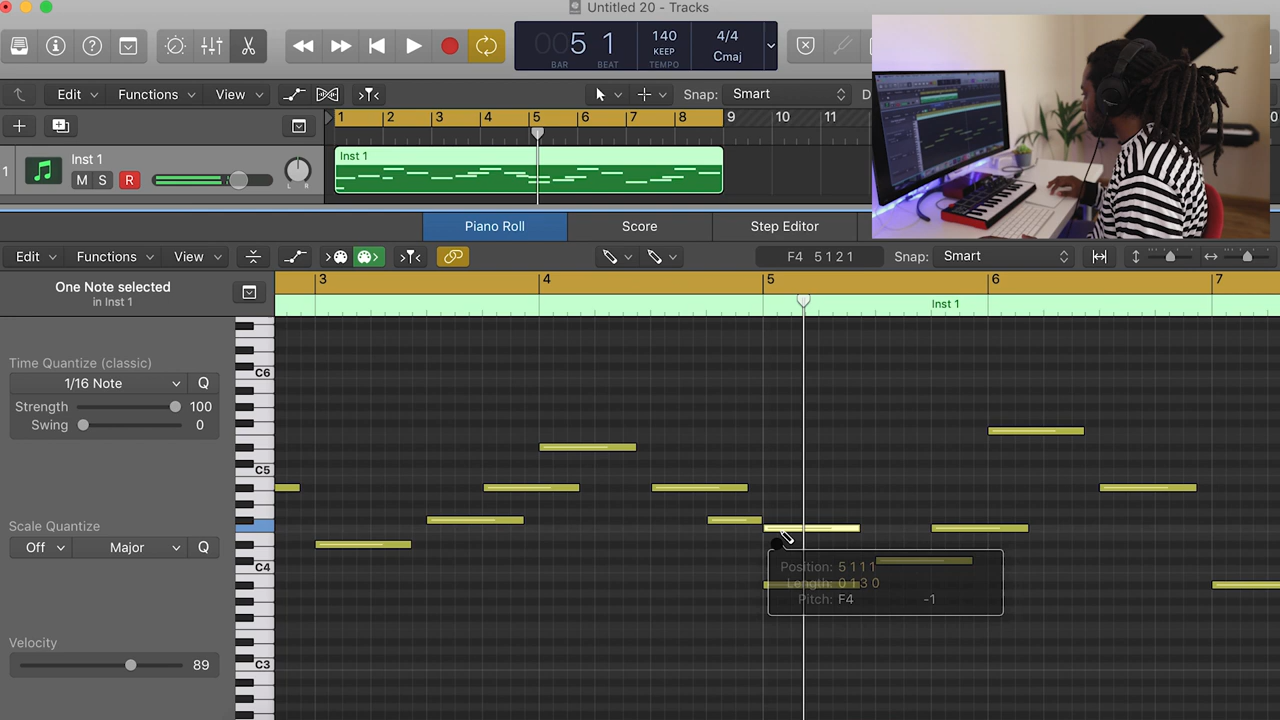 Untitled 20 - Tracks
005 1
BAR BEAT
140
KEEP
TEMPO
4/4
Cmaj
Edit Functions View Snap: Smart D
1 2 3 4 5 6 7 8 9 10 11 0
1
Inst 1
M S R
L R
Inst 1
Piano Roll Score Step Editor
Edit Functions View F4 5 1 2 1 Snap: Smart
3 4 5 6 7
Inst 1
One Note selected
in Inst 1
Time Quantize (classic)
1/16 Note Q
Strength 100
Swing 0
Scale Quantize
Off Major Q
Velocity
89
C6
C5
C4
C3
Position: 5 1 1 1
Length: 0 1 3 0
Pitch: F4 -1